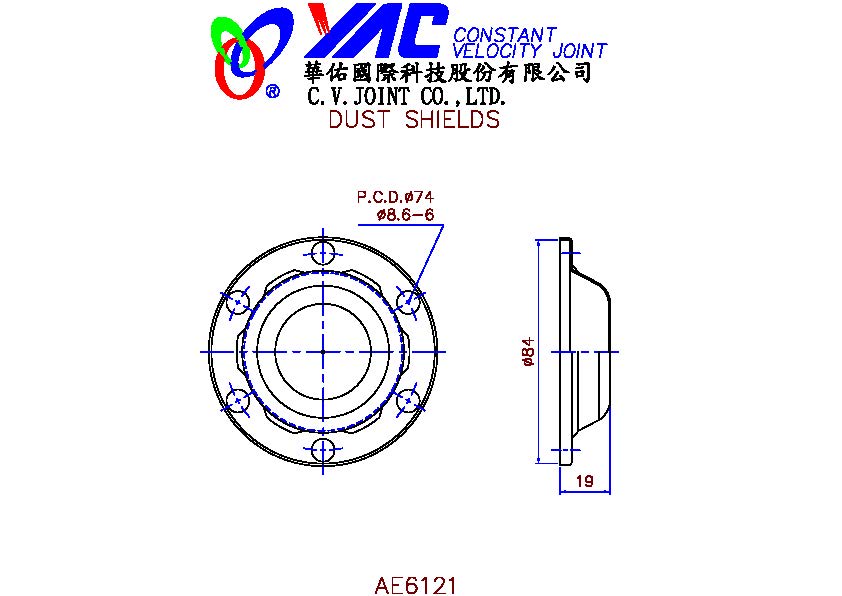 YAC CONSTANT
VELOCITY JOINT
®
華佑國際科技股份有限公司
C.V.JOINT CO.,LTD.
DUST SHIELDS
P.C.D.ø74
ø8.6-6
ø84
19
AE6121